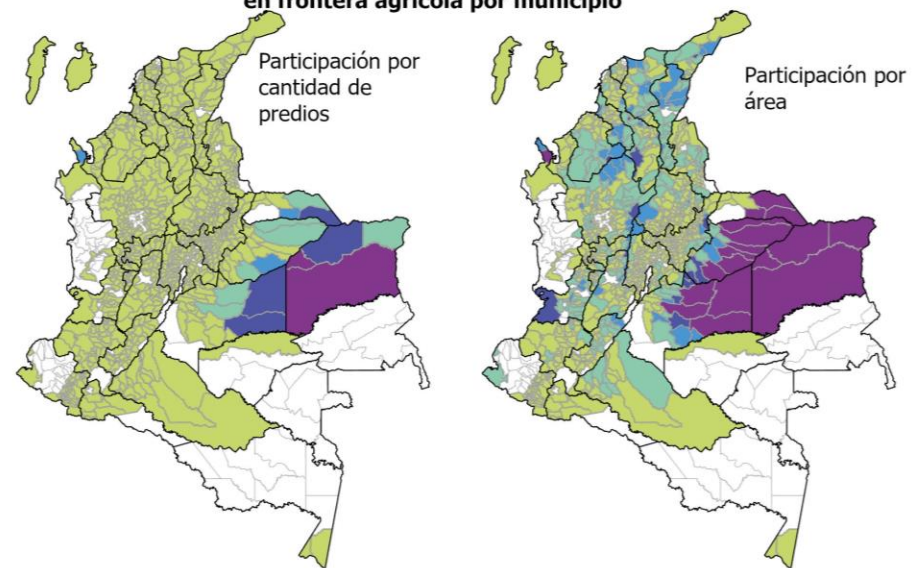 en frontera agrícola por municipio
Participación por
cantidad de
predios
Participación por
área